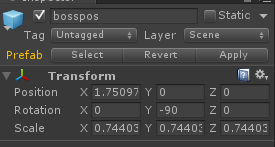 bosspos Static
Tag Untagged Layer Scene
Prefab Select Revert Apply
Transform
Position X 1.75097 Y 0 Z 0
Rotation X 0 Y -90 Z 0
Scale X 0.74403 Y 0.74403 Z 0.74403